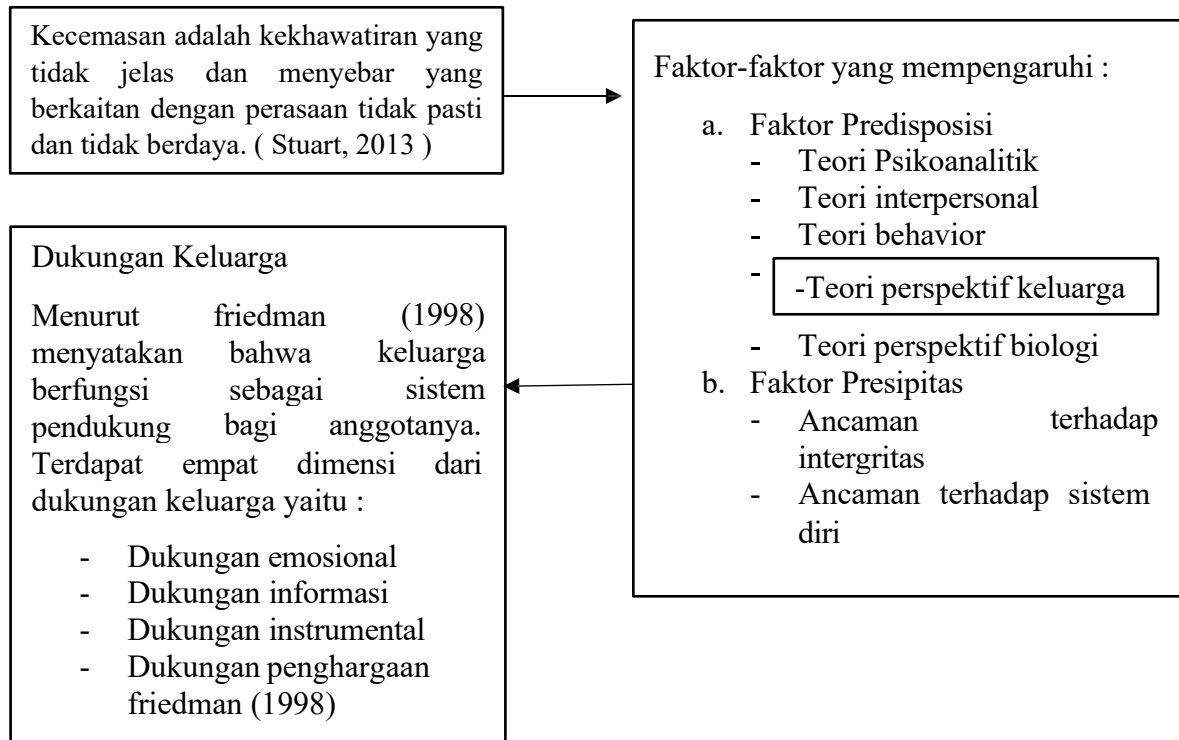 Kecemasan adalah kekhawatiran yang
tidak jelas dan menyebar yang
berkaitan dengan perasaan tidak pasti
dan tidak berdaya. ( Stuart, 2013 )
Faktor-faktor yang mempengaruhi :
a. Faktor Predisposisi
- Teori Psikoanalitik
- Teori interpersonal
- Teori behavior
-
-Teori perspektif keluarga
- Teori perspektif biologi
b. Faktor Presipitas
- Ancaman terhadap
intergritas
- Ancaman terhadap sistem
diri
Dukungan Keluarga
Menurut friedman (1998)
menyatakan bahwa keluarga
berfungsi sebagai sistem
pendukung bagi anggotanya.
Terdapat empat dimensi dari
dukungan keluarga yaitu :
- Dukungan emosional
- Dukungan informasi
- Dukungan instrumental
- Dukungan penghargaan
friedman (1998)